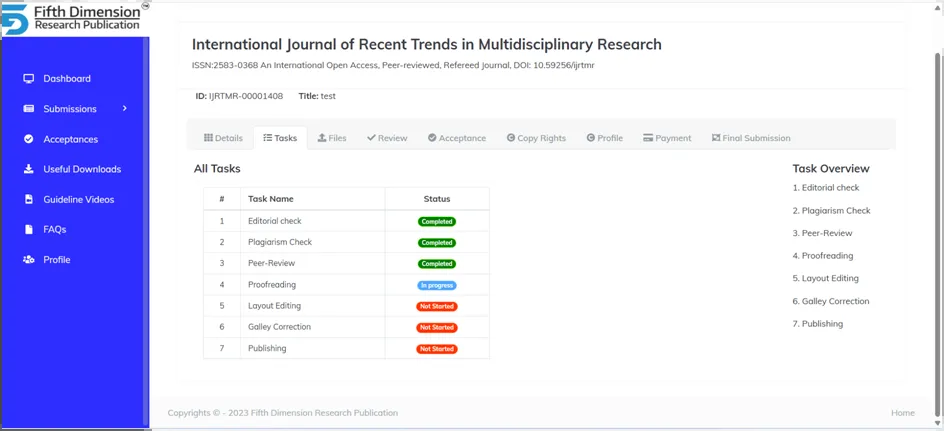 Fifth Dimension
Research Publication
Dashboard
Submissions
Acceptances
Useful Downloads
Guideline Videos
FAQs
Profile
International Journal of Recent Trends in Multidisciplinary Research
ISSN:2583-0368 An International Open Access, Peer-reviewed, Refereed Journal, DOI: 10.59256/ijrtmr
ID: IJRTMR-00001408 Title: test
Details Tasks Files Review Acceptance Copy Rights Profile Payment Final Submission
All Tasks
# Task Name Status
1 Editorial check Completed
2 Plagiarism Check Completed
3 Peer-Review Completed
4 Proofreading In progress
5 Layout Editing Not Started
6 Galley Correction Not Started
7 Publishing Not Started
Task Overview
1. Editorial check
2. Plagiarism Check
3. Peer-Review
4. Proofreading
5. Layout Editing
6. Galley Correction
7. Publishing
Copyrights © - 2023 Fifth Dimension Research Publication Home